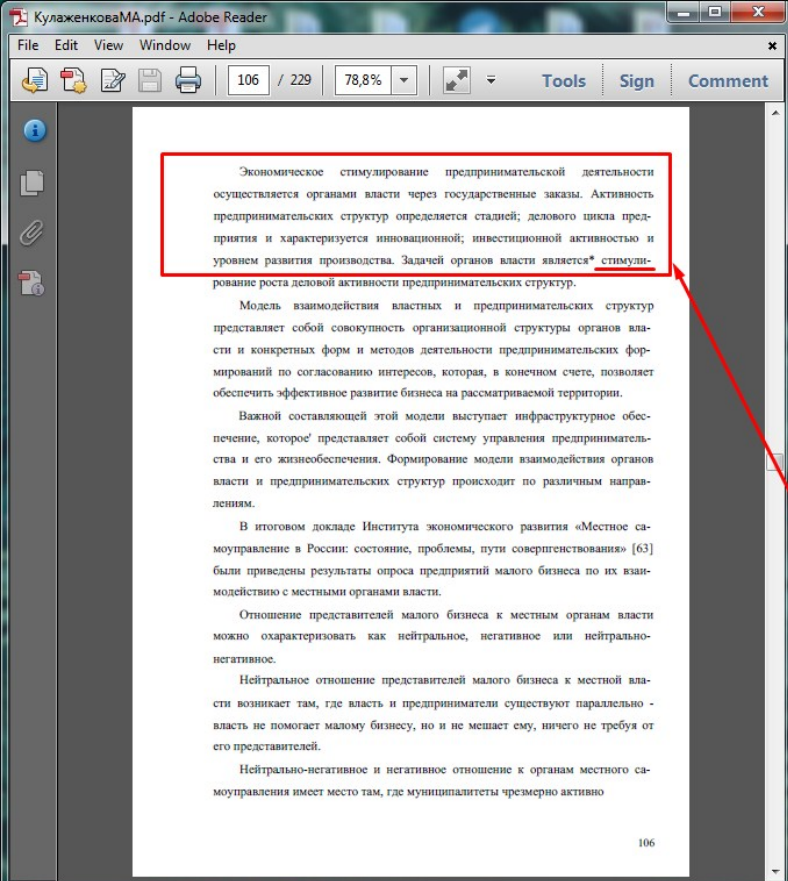 КулаженковаМА.pdf - Adobe Reader
File Edit View Window Help
106 / 229 78,8% Tools Sign Comment
Экономическое стимулирование предпринимательской деятельности
осуществляется органами власти через государственные заказы. Активность
предпринимательских структур определяется стадией; делового цикла пред-
приятия и характеризуется инновационной; инвестиционной активностью и
уровнем развития производства. Задачей органов власти является* стимули-
рование роста деловой активности предпринимательских структур.
Модель взаимодействия властных и предпринимательских структур
представляет собой совокупность организационной структуры органов вла-
сти и конкретных форм и методов деятельности предпринимательских фор-
мирований по согласованию интересов, которая, в конечном счете, позволяет
обеспечить эффективное развитие бизнеса на рассматриваемой территории.
Важной составляющей этой модели выступает инфраструктурное обес-
печение, которое' представляет собой систему управления предприниматель-
ства и его жизнеобеспечения. Формирование модели взаимодействия органов
власти и предпринимательских структур происходит по различным направ-
лениям.
В итоговом докладе Института экономического развития «Местное са-
моуправление в России: состояние, проблемы, пути соверпгенствования» [63]
были приведены результаты опроса предприятий малого бизнеса по их взаи-
модействию с местными органами власти.
Отношение представителей малого бизнеса к местным органам власти
можно охарактеризовать как нейтральное, негативное или нейтрально-
негативное.
Нейтральное отношение представителей малого бизнеса к местной вла-
сти возникает там, где власть и предприниматели существуют параллельно -
власть не помогает малому бизнесу, но и не мешает ему, ничего не требуя от
его представителей.
Нейтрально-негативное и негативное отношение к органам местного са-
моуправления имеет место там, где муниципалитеты чрезмерно активно
106